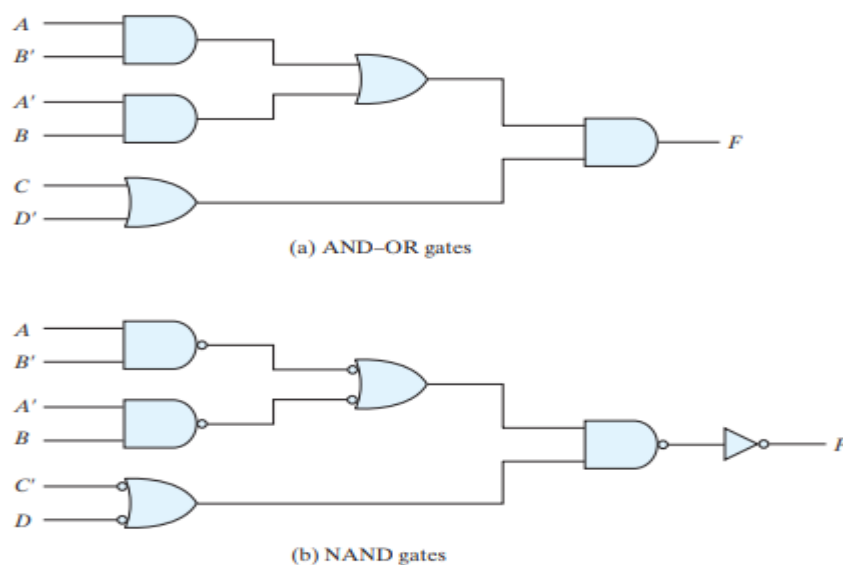 A
B'
A'
B
F
C
D'
(a) AND–OR gates
A
B'
A'
B
F
C'
D
(b) NAND gates